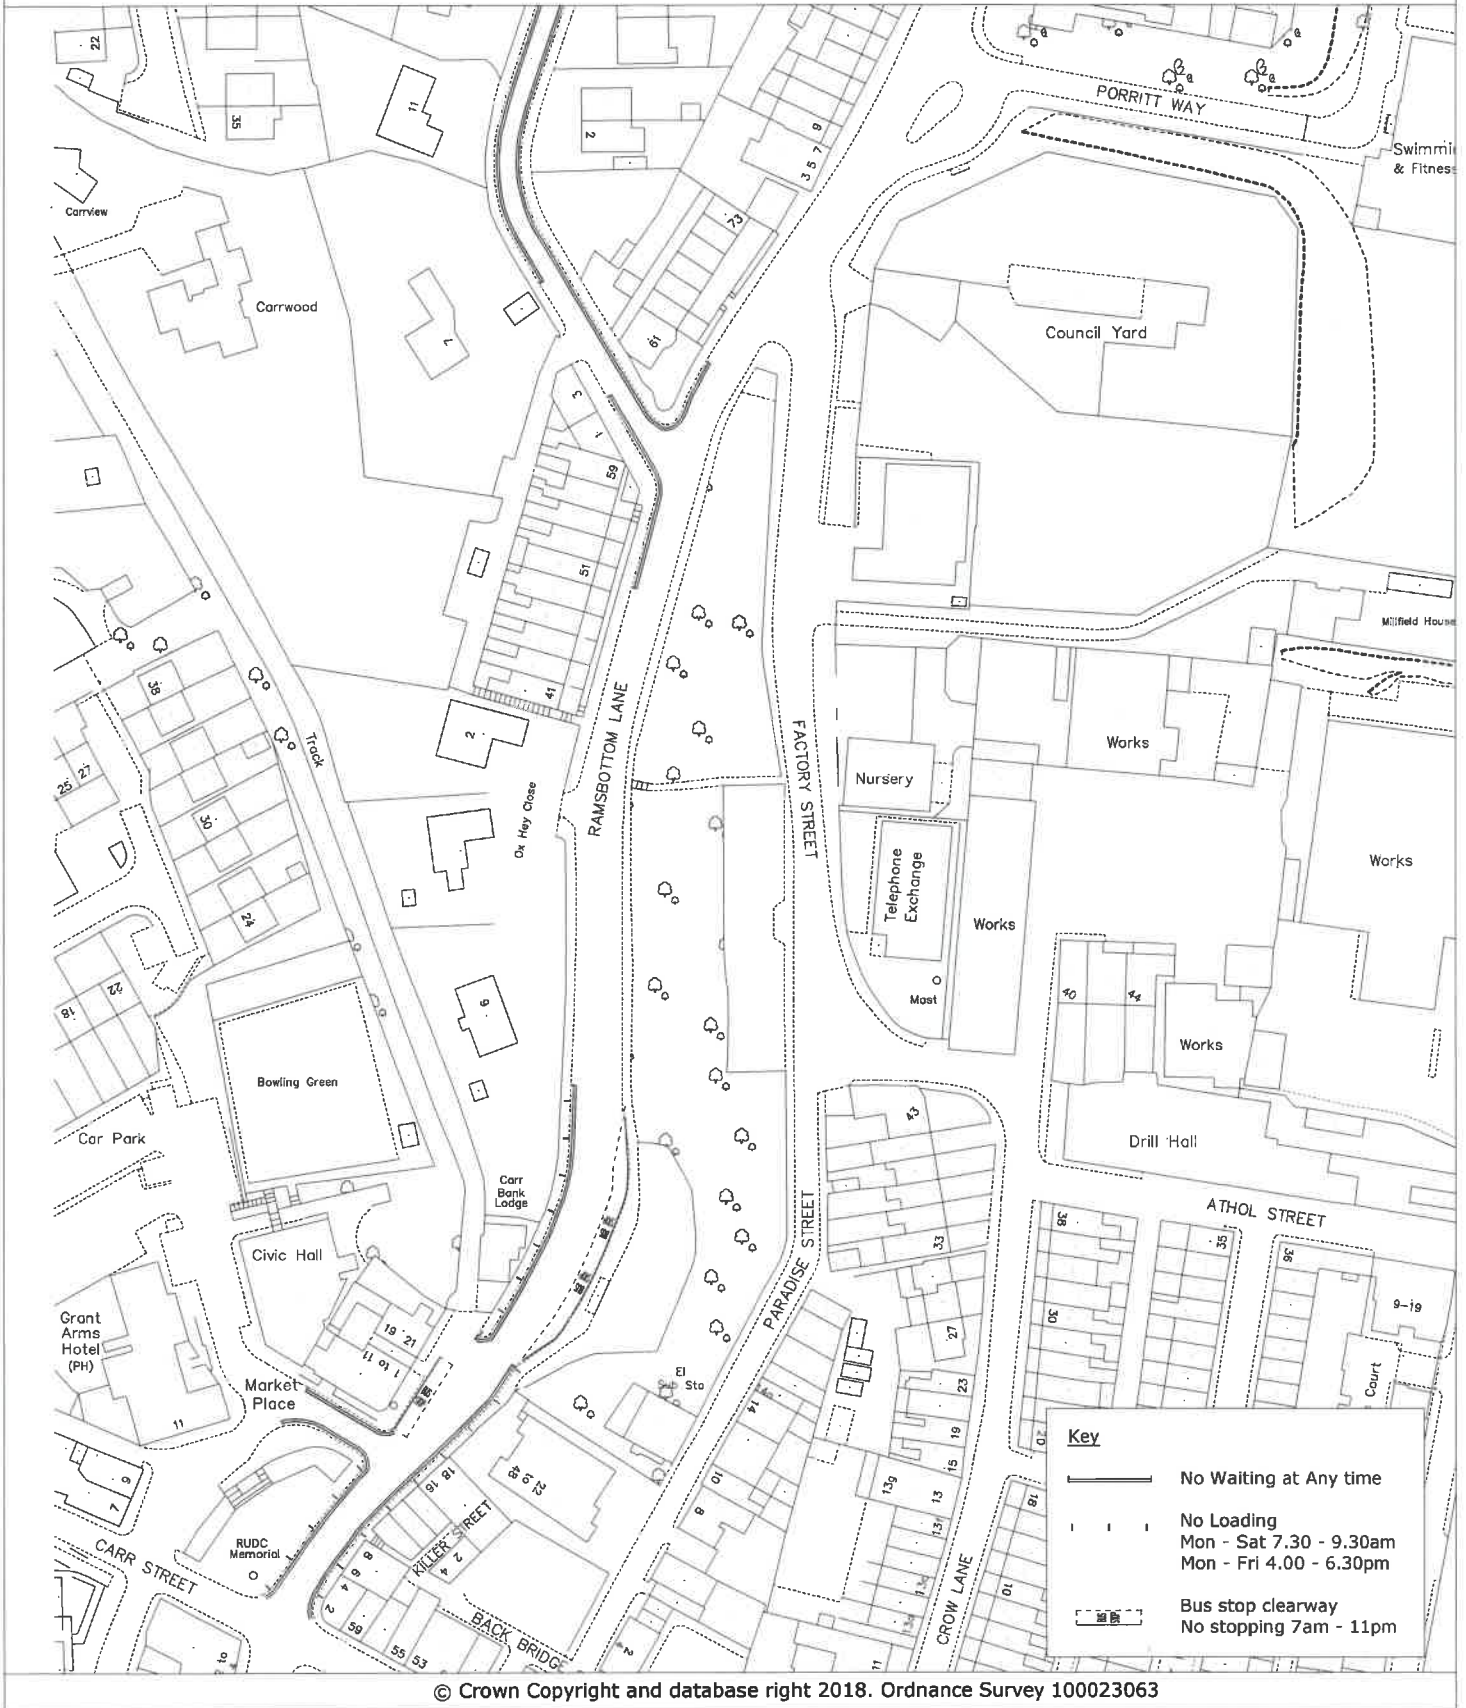 22
35
11
2
9
3 5 7
PORRITT WAY
Swimmi
& Fitness
Carrview
73
Carrwood
7
61
Council Yard
3
1
59
51
Millfield House
38
41
2
RAMSBOTTOM LANE
FACTORY STREET
Works
Track
25 27
Nursery
Ox Hey Close
30
Telephone
Exchange
Works
24
Works
22
18
9
Mast
40
44
Works
Bowling Green
43
Car Park
Drill Hall
Carr
Bank
Lodge
PARADISE STREET
ATHOL STREET
38
35
36
33
Civic Hall
30
9-19
Grant
Arms
Hotel
(PH)
19 21
1 to 11
27
El
Sub Sta
Court
Market
Place
23
14
11
19
20
18
16
22 to 48
15
6
7
10
13g
13
18
8
13f
KILLER STREET
RUDC
Memorial
CARR STREET
8
6
4
2
2
4
10
CROW LANE
59
55 53
BACK BRIDGE
11
Key
No Waiting at Any time
No Loading
Mon - Sat 7.30 - 9.30am
Mon - Fri 4.00 - 6.30pm
Bus stop clearway
No stopping 7am - 11pm
© Crown Copyright and database right 2018. Ordnance Survey 100023063